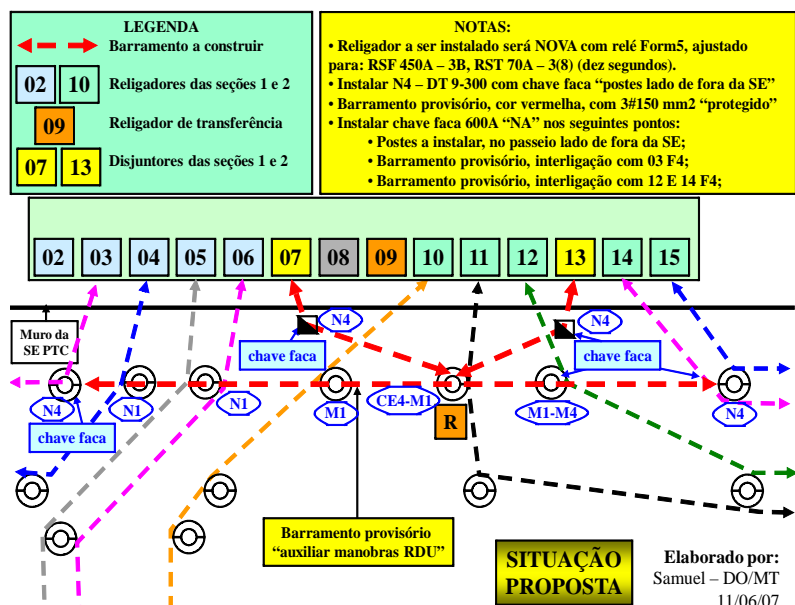 LEGENDA
Barramento a construir
02 10 Religadores das seções 1 e 2
09 Religador de transferência
07 13 Disjuntores das seções 1 e 2
NOTAS:
• Religador a ser instalado será NOVA com relé Form5, ajustado
para: RSF 450A – 3B, RST 70A – 3(8) (dez segundos).
• Instalar N4 – DT 9-300 com chave faca “postes lado de fora da SE”
• Barramento provisório, cor vermelha, com 3#150 mm2 “protegido”
• Instalar chave faca 600A “NA” nos seguintes pontos:
• Postes a instalar, no passeio lado de fora da SE;
• Barramento provisório, interligação com 03 F4;
• Barramento provisório, interligação com 12 E 14 F4;
02 03 04 05 06 07 08 09 10 11 12 13 14 15
Muro da
SE PTC
N4
N4
chave faca
chave faca
N4
N1
N1
M1
CE4-M1
M1-M4
N4
chave faca
R
Barramento provisório
“auxiliar manobras RDU”
SITUAÇÃO
PROPOSTA
Elaborado por:
Samuel – DO/MT
11/06/07